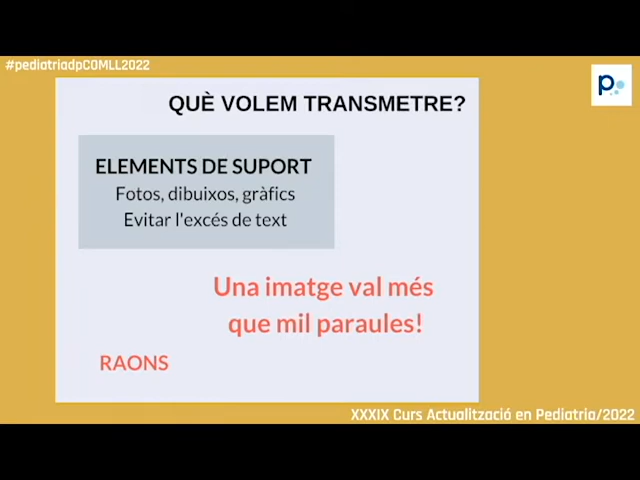 #pediatriadpCOMLL2022
p
QUÈ VOLEM TRANSMETRE?
ELEMENTS DE SUPORT
Fotos, dibuixos, gràfics
Evitar l'excés de text
Una imatge val més
que mil paraules!
RAONS
XXXIX Curs Actualització en Pediatria/2022